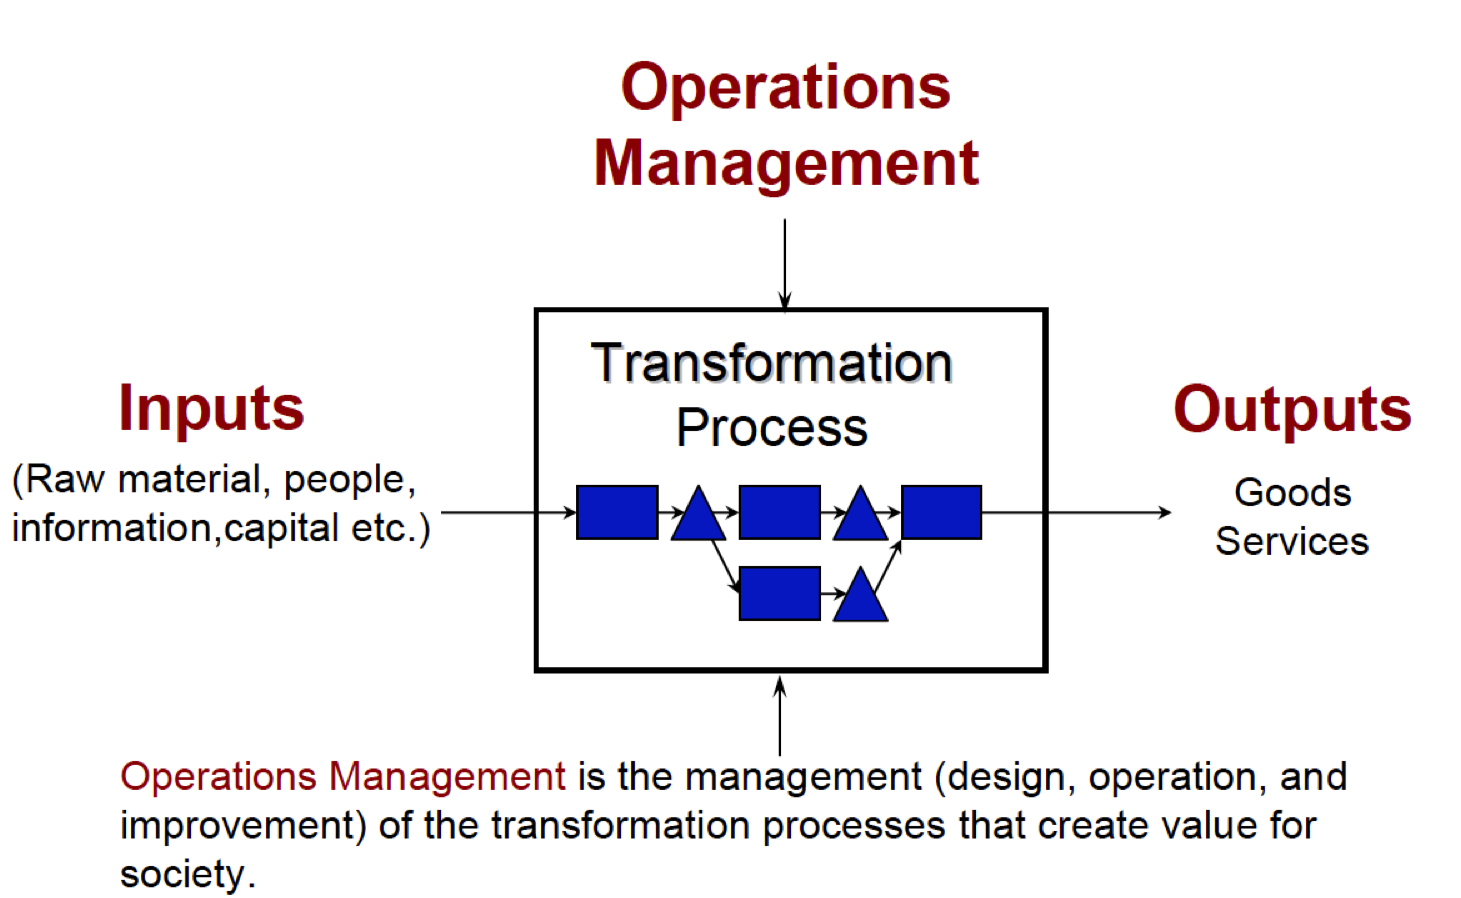 Operations
Management
Transformation
Process
Inputs
(Raw material, people,
information,capital etc.)
Outputs
Goods
Services
Operations Management is the management (design, operation, and
improvement) of the transformation processes that create value for
society.